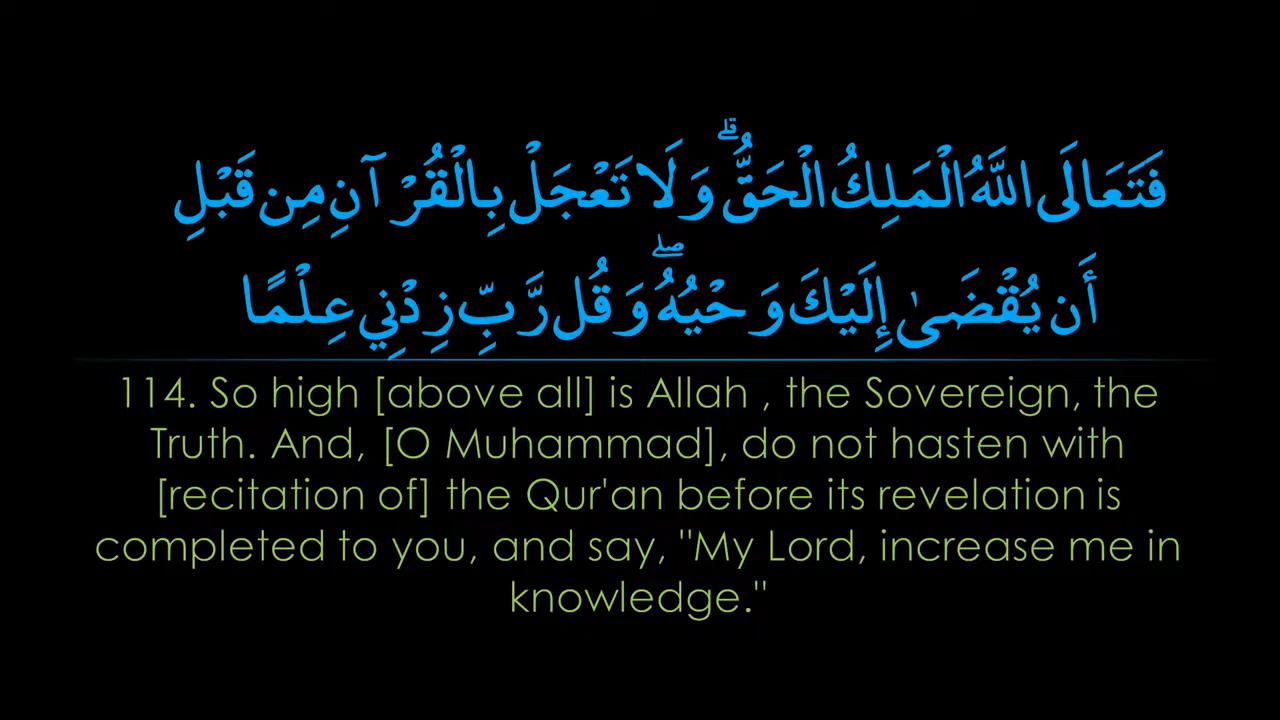 فَتَعَالَى اللَّهُ الْمَلِكُ الْحَقُّ ۗ وَلَا تَعْجَلْ بِالْقُرْآنِ مِن قَبْلِ
أَن يُقْضَىٰ إِلَيْكَ وَحْيُهُ ۖ وَقُل رَّبِّ زِدْنِي عِلْمًا
114. So high [above all] is Allah , the Sovereign, the
Truth. And, [O Muhammad], do not hasten with
[recitation of] the Qur'an before its revelation is
completed to you, and say, "My Lord, increase me in
knowledge."